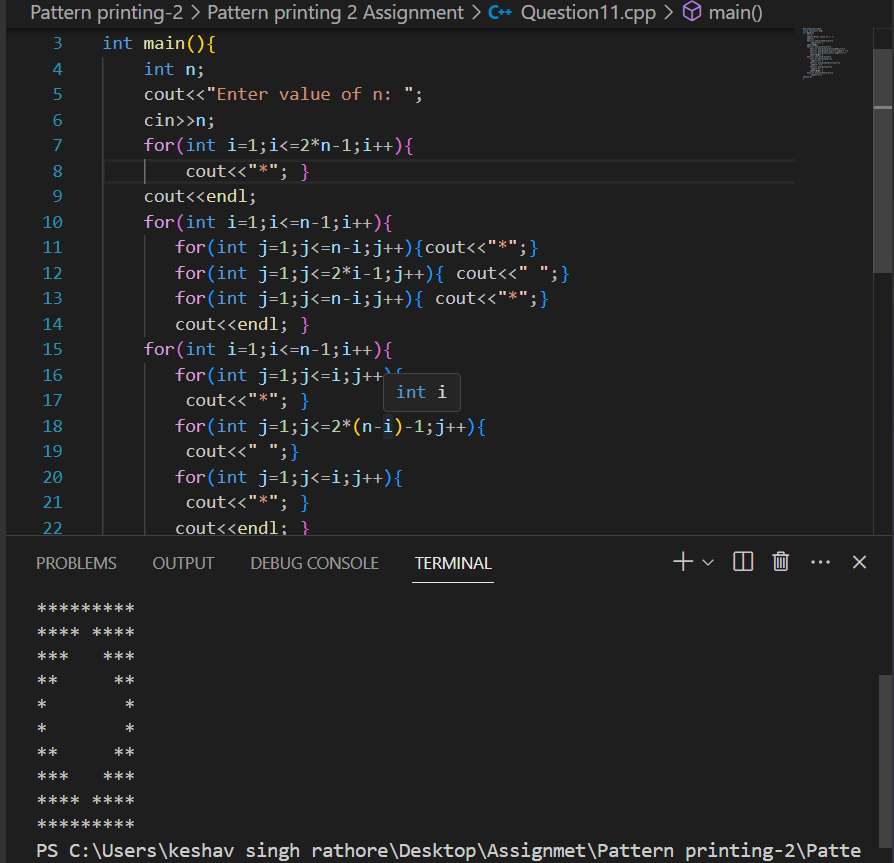 Pattern printing-2 > Pattern printing 2 Assignment > C++ Question11.cpp > main()
3 int main(){
4 int n;
5 cout<<"Enter value of n: ";
6 cin>>n;
7 for(int i=1;i<=2*n-1;i++){
8 cout<<"*"; }
9 cout<<endl;
10 for(int i=1;i<=n-1;i++){
11 for(int j=1;j<=n-i;j++){cout<<"*";}
12 for(int j=1;j<=2*i-1;j++){ cout<<" ";}
13 for(int j=1;j<=n-i;j++){ cout<<"*";}
14 cout<<endl; }
15 for(int i=1;i<=n-1;i++){
16 for(int j=1;j<=i;j++){
int i
17 cout<<"*"; }
18 for(int j=1;j<=2*(n-i)-1;j++){
19 cout<<" ";}
20 for(int j=1;j<=i;j++){
21 cout<<"*"; }
22 cout<<endl; }
PROBLEMS OUTPUT DEBUG CONSOLE TERMINAL
*********
**** ****
***   ***
**     **
*       *
*       *
**     **
***   ***
**** ****
*********
PS C:\Users\keshav singh rathore\Desktop\Assignmet\Pattern printing-2\Patte